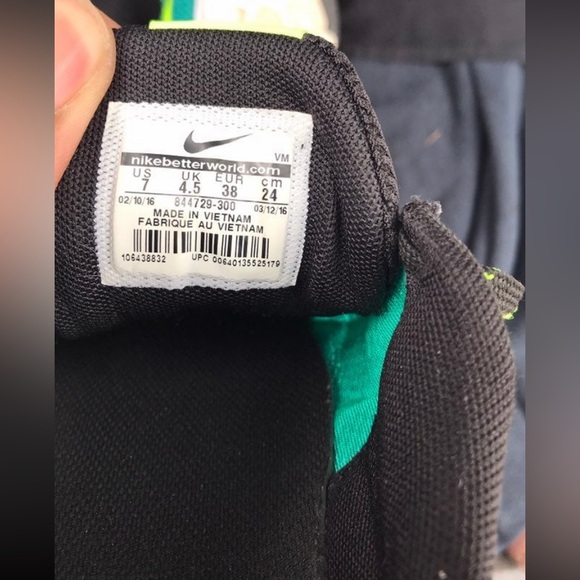 VM
nikebetterworld.com
US UK EUR cm
7 4.5 38 24
02/10/16 844729-300 03/12/16
MADE IN VIETNAM
FABRIQUE AU VIETNAM
106438832 UPC 00640135525179